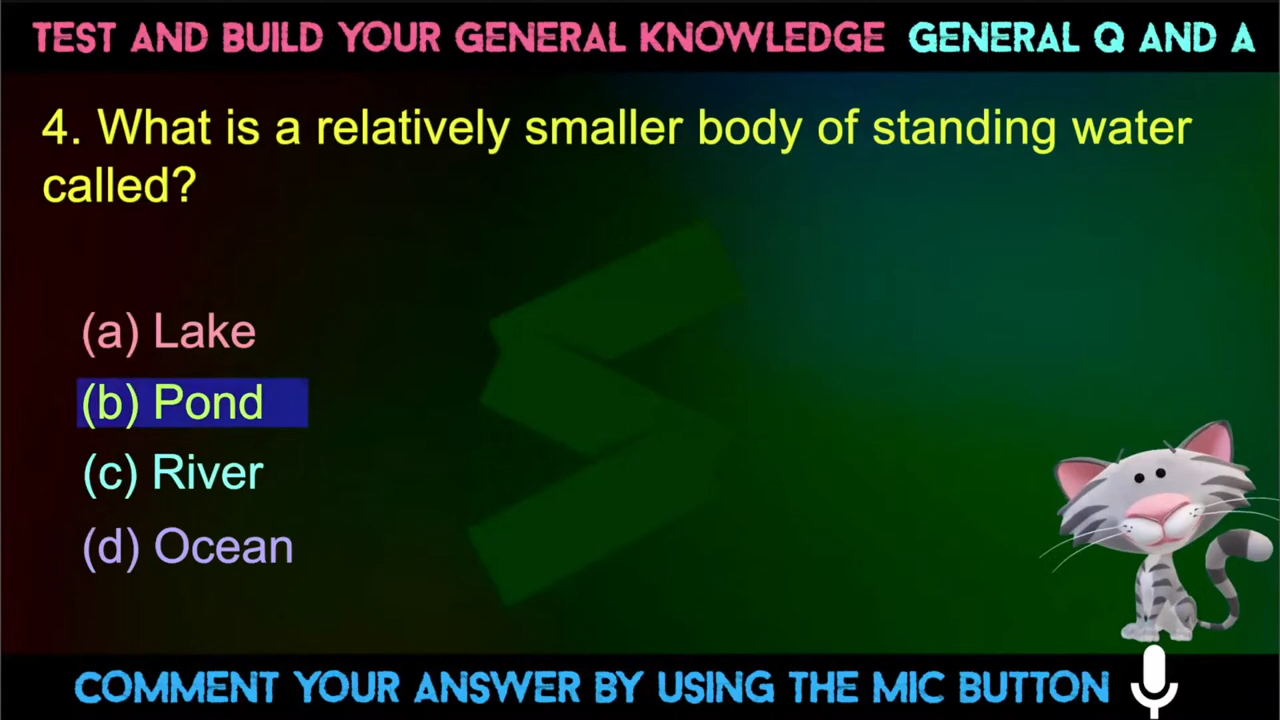 TEST AND BUILD YOUR GENERAL KNOWLEDGE GENERAL Q AND A
4. What is a relatively smaller body of standing water
called?
(a) Lake
(b) Pond
(c) River
(d) Ocean
COMMENT YOUR ANSWER BY USING THE MIC BUTTON